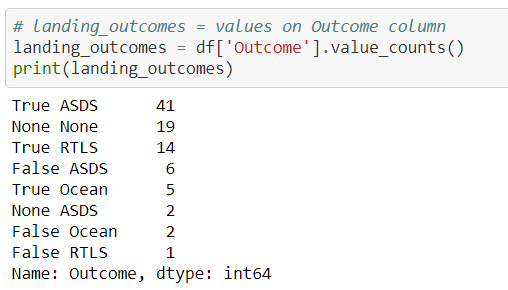 # landing_outcomes = values on Outcome column
landing_outcomes = df['Outcome'].value_counts()
print(landing_outcomes)
True ASDS      41
None None      19
True RTLS      14
False ASDS      6
True Ocean      5
None ASDS       2
False Ocean     2
False RTLS      1
Name: Outcome, dtype: int64